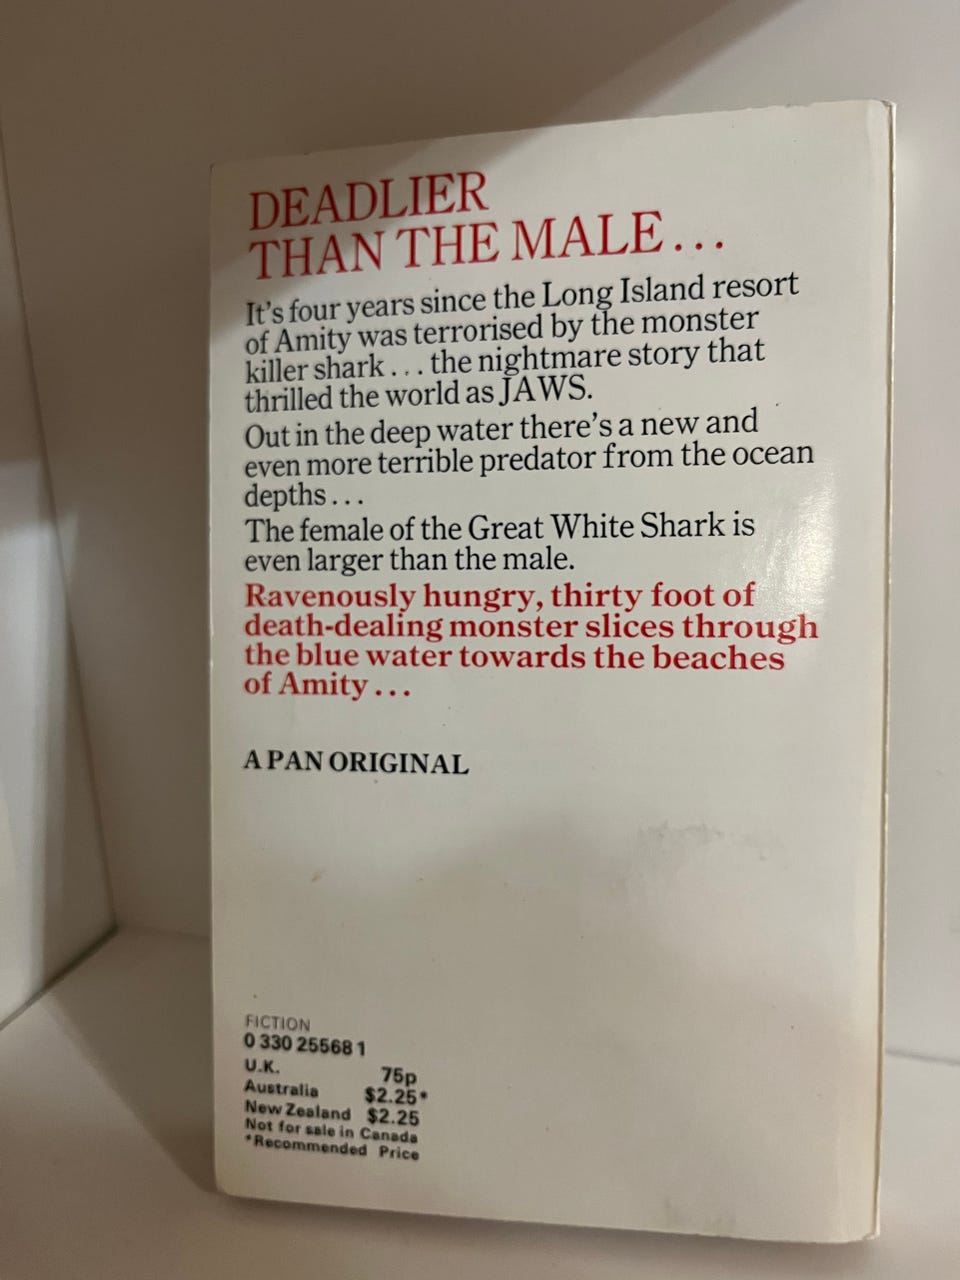 DEADLIER
THAN THE MALE...
It's four years since the Long Island resort
of Amity was terrorised by the monster
killer shark... the nightmare story that
thrilled the world as JAWS.
Out in the deep water there's a new and
even more terrible predator from the ocean
depths...
The female of the Great White Shark is
even larger than the male.
Ravenously hungry, thirty foot of
death-dealing monster slices through
the blue water towards the beaches
of Amity...
A PAN ORIGINAL
FICTION
0 330 25568 1
U.K. 75p
Australia $2.25*
New Zealand $2.25
Not for sale in Canada
*Recommended Price